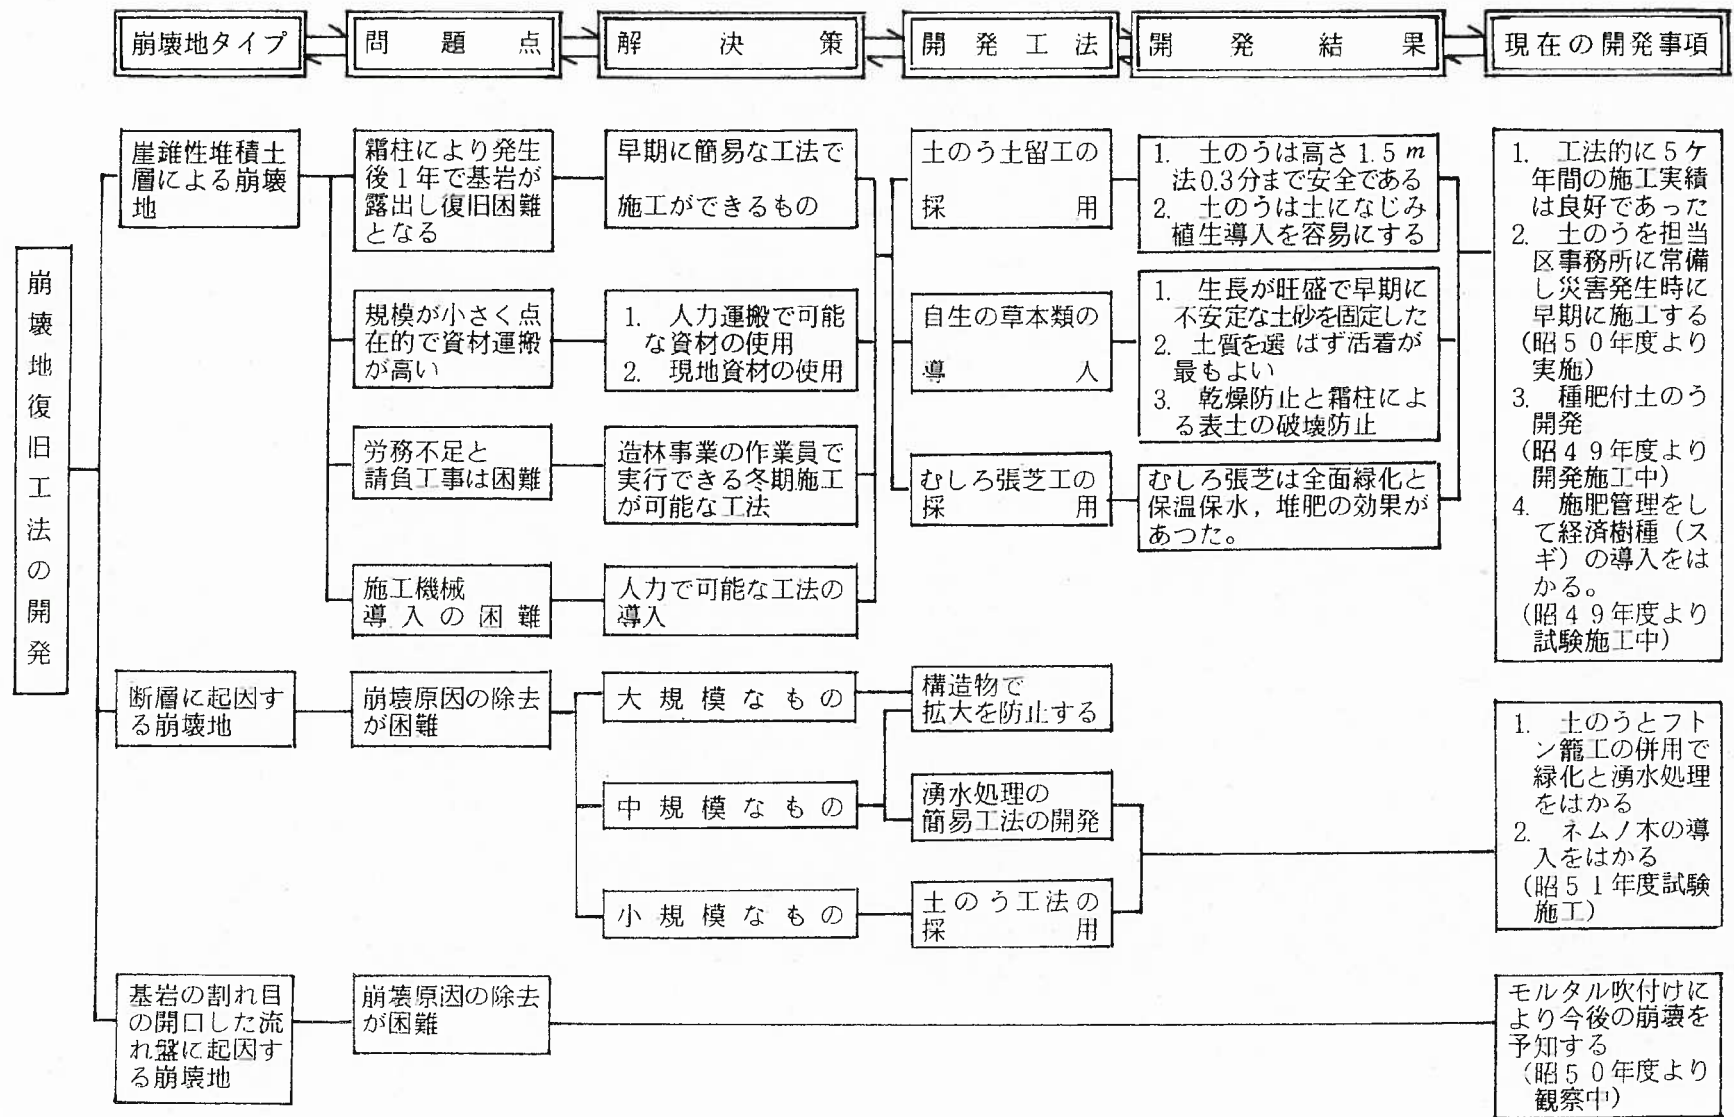 崩壊地タイプ
問題点
解決策
開発工法
開発結果
現在の開発事項
崩壊地復旧工法の開発
崖錐性堆積土
層による崩壊
地
霜柱により発生
後1年で基岩が
露出し復旧困難
となる
早期に簡易な工法で
施工ができるもの
規模が小さく点
在的で資材運搬
が高い
1. 人力運搬で可能
な資材の使用
2. 現地資材の使用
労務不足と
請負工事は困難
造林事業の作業員で
実行できる冬期施工
が可能な工法
施工機械
導入の困難
人力で可能な工法の
導入
土のう土留工の
採用
1. 土のうは高さ1.5m
法0.3分まで安全である
2. 土のうは土になじみ
植生導入を容易にする
自生の草本類の
導入
1. 生長が旺盛で早期に
不安定な土砂を固定した
2. 土質を選はず活着が
最もよい
3. 乾燥防止と霜柱によ
る表土の破壊防止
むしろ張芝工の
採用
むしろ張芝は全面緑化と
保温保水，堆肥の効果が
あつた。
1. 工法的に5ケ
年間の施工実績
は良好であった
2. 土のうを担当
区事務所に常備
し災害発生時に
早期に施工する
(昭50年度より
実施)
3. 種肥付土のう
開発
(昭49年度より
開発施工中)
4. 施肥管理をし
て経済樹種（ス
ギ）の導入をは
かる。
(昭49年度より
試験施工中)
断層に起因す
る崩壊地
崩壊原因の除去
が困難
大規模なもの
構造物で
拡大を防止する
中規模なもの
湧水処理の
簡易工法の開発
小規模なもの
土のう工法の
採用
1. 土のうとフト
ン籠工の併用で
緑化と湧水処理
をはかる
2. ネムノ木の導
入をはかる
(昭51年度試験
施工)
基岩の割れ目
の開口した流
れ盤に起因す
る崩壊地
崩壊原因の除去
が困難
モルタル吹付けに
より今後の崩壊を
予知する
(昭50年度より
観察中)